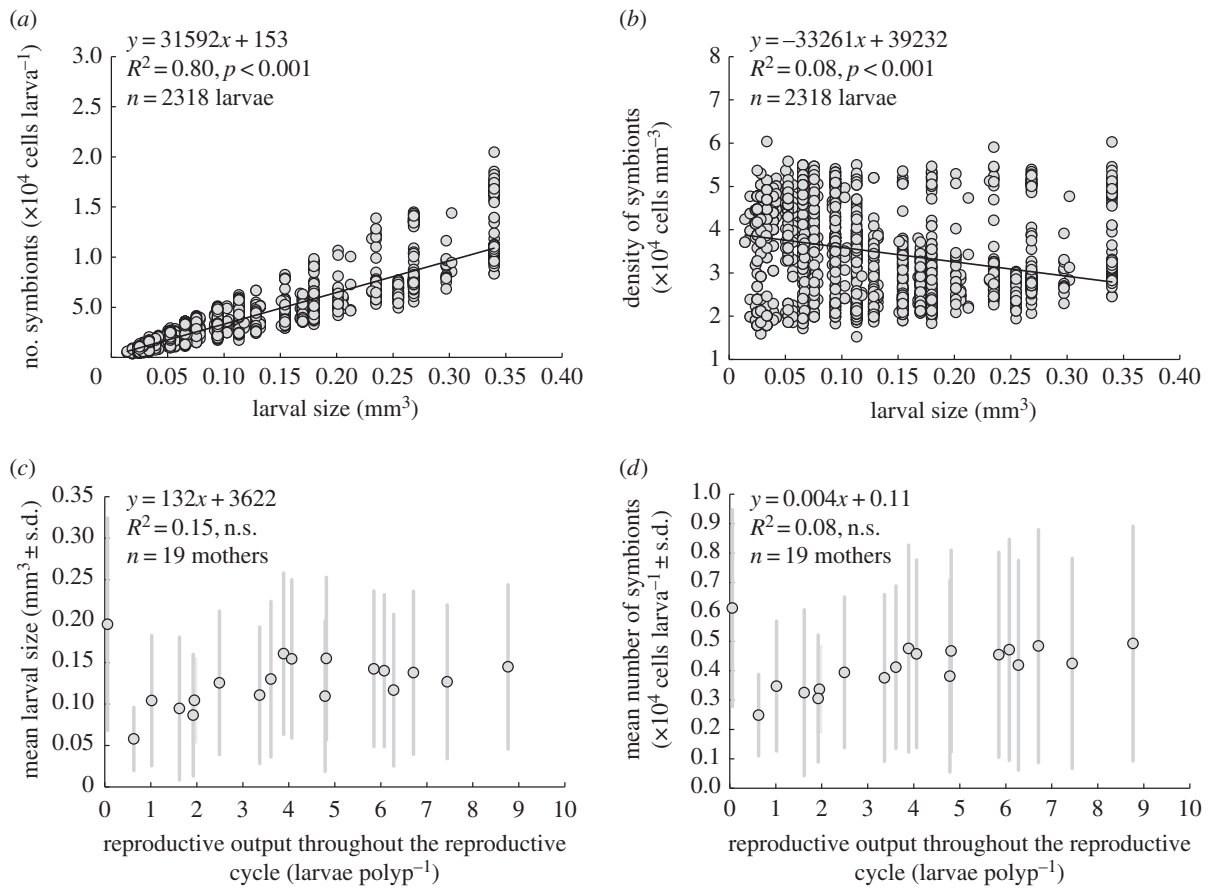 (a)
y = 31592x + 153
R² = 0.80, p < 0.001
n = 2318 larvae
no. symbionts (×10⁴ cells larva⁻¹)
3.0
2.5
2.0
1.5
1.0
5.0
0 0.05 0.10 0.15 0.20 0.25 0.30 0.35 0.40
larval size (mm³)
(b)
y = –33261x + 39232
R² = 0.08, p < 0.001
n = 2318 larvae
density of symbionts
(×10⁴ cells mm⁻³)
8
7
6
5
4
3
2
1
0 0.05 0.10 0.15 0.20 0.25 0.30 0.35 0.40
larval size (mm³)
(c)
y = 132x + 3622
R² = 0.15, n.s.
n = 19 mothers
mean larval size (mm³ ± s.d.)
0.35
0.30
0.25
0.20
0.15
0.10
0.05
0
0 1 2 3 4 5 6 7 8 9 10
reproductive output throughout the reproductive
cycle (larvae polyp⁻¹)
(d)
y = 0.004x + 0.11
R² = 0.08, n.s.
n = 19 mothers
mean number of symbionts
(×10⁴ cells larva⁻¹ ± s.d.)
1.0
0.9
0.8
0.7
0.6
0.5
0.4
0.3
0.2
0.1
0.0
0 1 2 3 4 5 6 7 8 9 10
reproductive output throughout the reproductive
cycle (larvae polyp⁻¹)